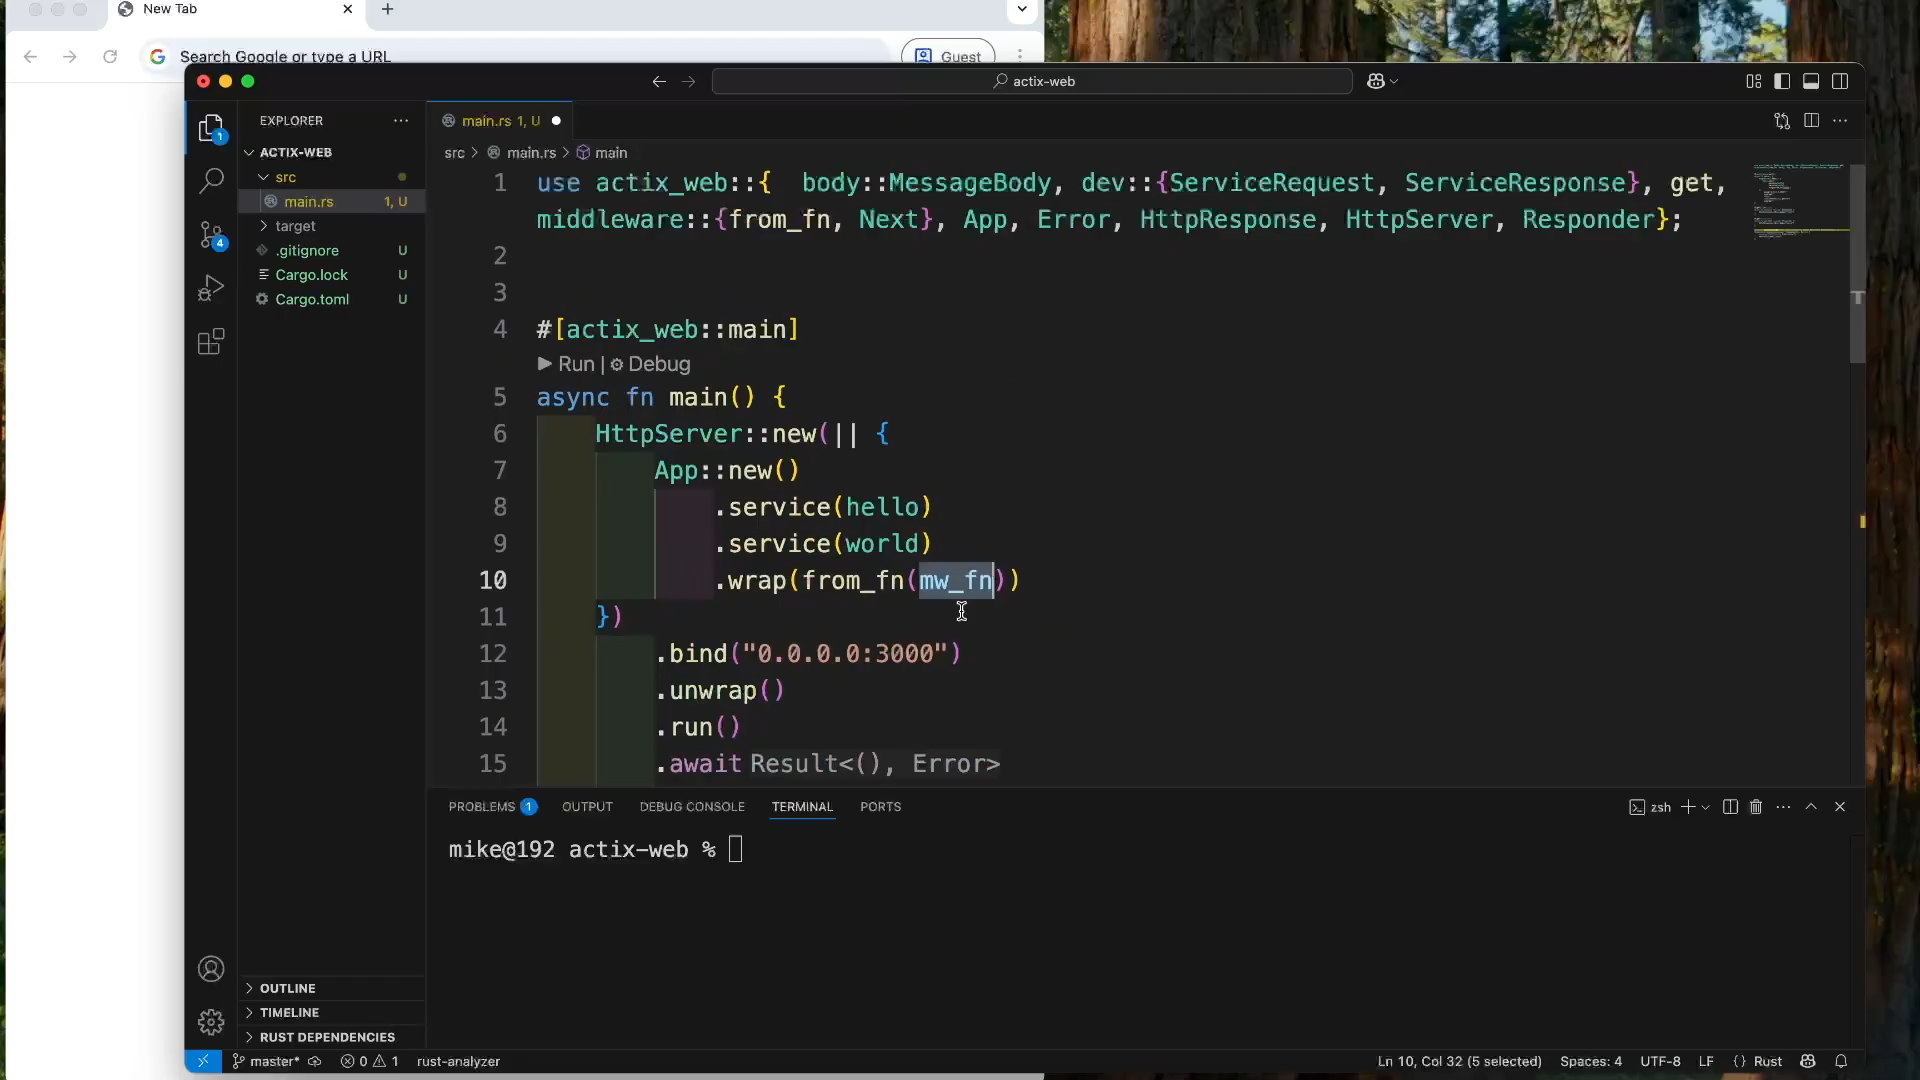 New Tab
Search Google or type a URL
Guest
actix-web
EXPLORER
ACTIX-WEB
src
main.rs 1, U
target
.gitignore U
Cargo.lock U
Cargo.toml U
main.rs 1, U
src > main.rs > main
1 use actix_web::{  body::MessageBody, dev::{ServiceRequest, ServiceResponse}, get,
middleware::{from_fn, Next}, App, Error, HttpResponse, HttpServer, Responder};
2
3
4 #[actix_web::main]
Run | Debug
5 async fn main() {
6 HttpServer::new(|| {
7 App::new()
8 .service(hello)
9 .service(world)
10 .wrap(from_fn(mw_fn))
11 })
12 .bind("0.0.0.0:3000")
13 .unwrap()
14 .run()
15 .await Result<(), Error>
PROBLEMS 1 OUTPUT DEBUG CONSOLE TERMINAL PORTS
zsh
mike@192 actix-web %
OUTLINE
TIMELINE
RUST DEPENDENCIES
master* 0 1 rust-analyzer
Ln 10, Col 32 (5 selected) Spaces: 4 UTF-8 LF {} Rust
1
4